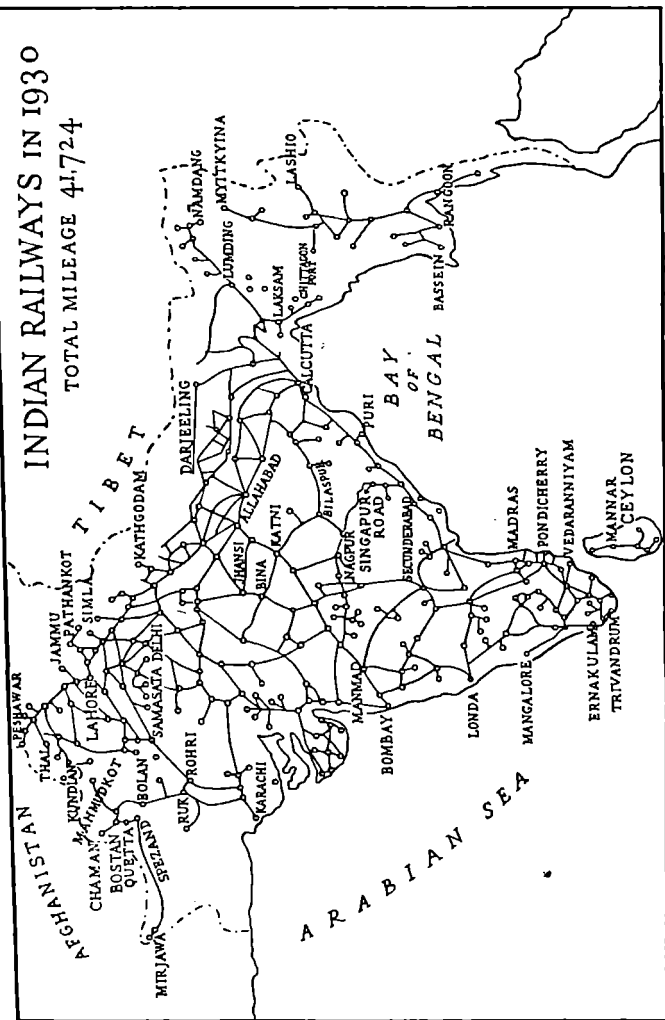 INDIAN RAILWAYS IN 1930
TOTAL MILEAGE 41,724
AFGHANISTAN
TIBET
PESHAWAR
THAL
JAMMU
PATHANKOT
SIMLA
KUNDIAN
MAHMUDKOT
LAHORE
CHAMAN
BOSTAN
QUETTA
BOLAN
SPEZAND
MIRJAWA
SAMASATA
DELHI
KATHGODAM
RUK
ROHRI
KARACHI
DARJEELING
LUMDING
NAMDANG
MYITKYINA
LASHIO
LAKSAM
CHITTAGON
PORT
CALCUTTA
ALLAHABAD
JHANSI
BINA
KATNI
BILASPUR
NAGPUR
SINGAPUR
ROAD
PURI
BAY
OF
BENGAL
BASSEIN
RANGOON
MANMAD
BOMBAY
SECUNDERABAD
LONDA
MANGALORE
MADRAS
PONDICHERRY
VEDARANNIYAM
MANNAR
CEYLON
ERNAKULAM
TRIVANDRUM
ARABIAN SEA